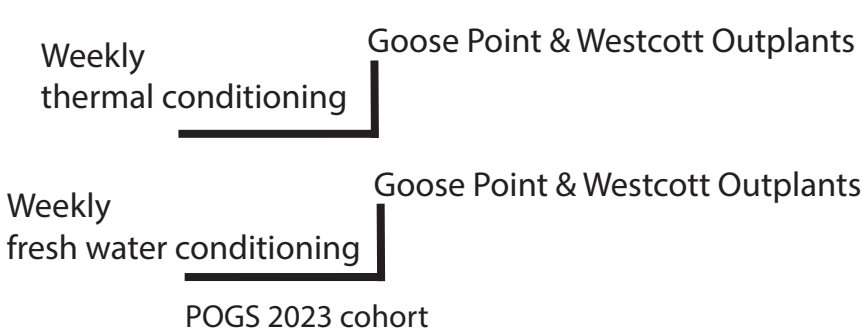 Goose Point & Westcott Outplants
Weekly
thermal conditioning
Goose Point & Westcott Outplants
Weekly
fresh water conditioning
POGS 2023 cohort